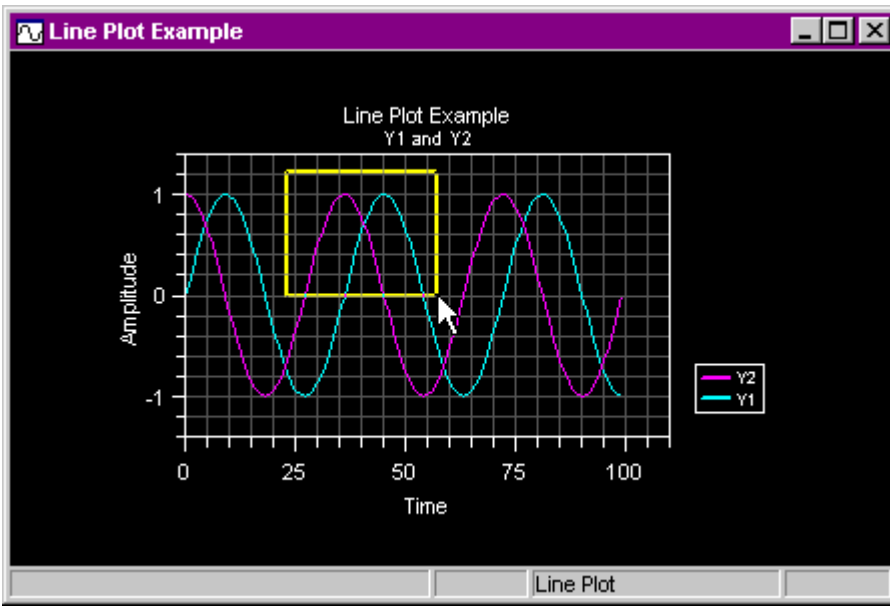 Line Plot Example
Line Plot Example
Y1 and Y2
1
0
-1
Amplitude
0 25 50 75 100
Time
Y2
Y1
Line Plot